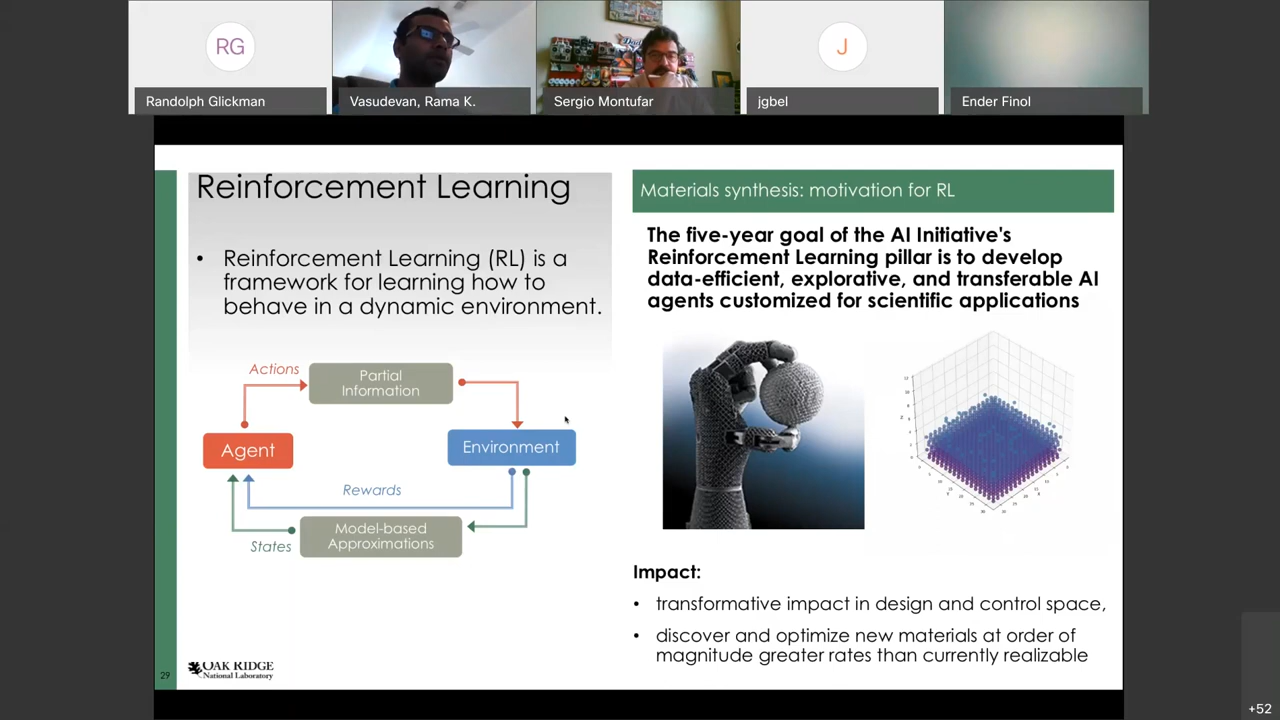 RG
J
Randolph Glickman
Vasudevan, Rama K.
Sergio Montufar
jgbel
Ender Finol
Reinforcement Learning
• Reinforcement Learning (RL) is a
framework for learning how to
behave in a dynamic environment.
Actions
Partial
Information
Agent
Environment
Rewards
Model-based
Approximations
States
29
OAK RIDGE
National Laboratory
Materials synthesis: motivation for RL
The five-year goal of the AI Initiative's
Reinforcement Learning pillar is to develop
data-efficient, explorative, and transferable AI
agents customized for scientific applications
Impact:
• transformative impact in design and control space,
• discover and optimize new materials at order of
magnitude greater rates than currently realizable
+52